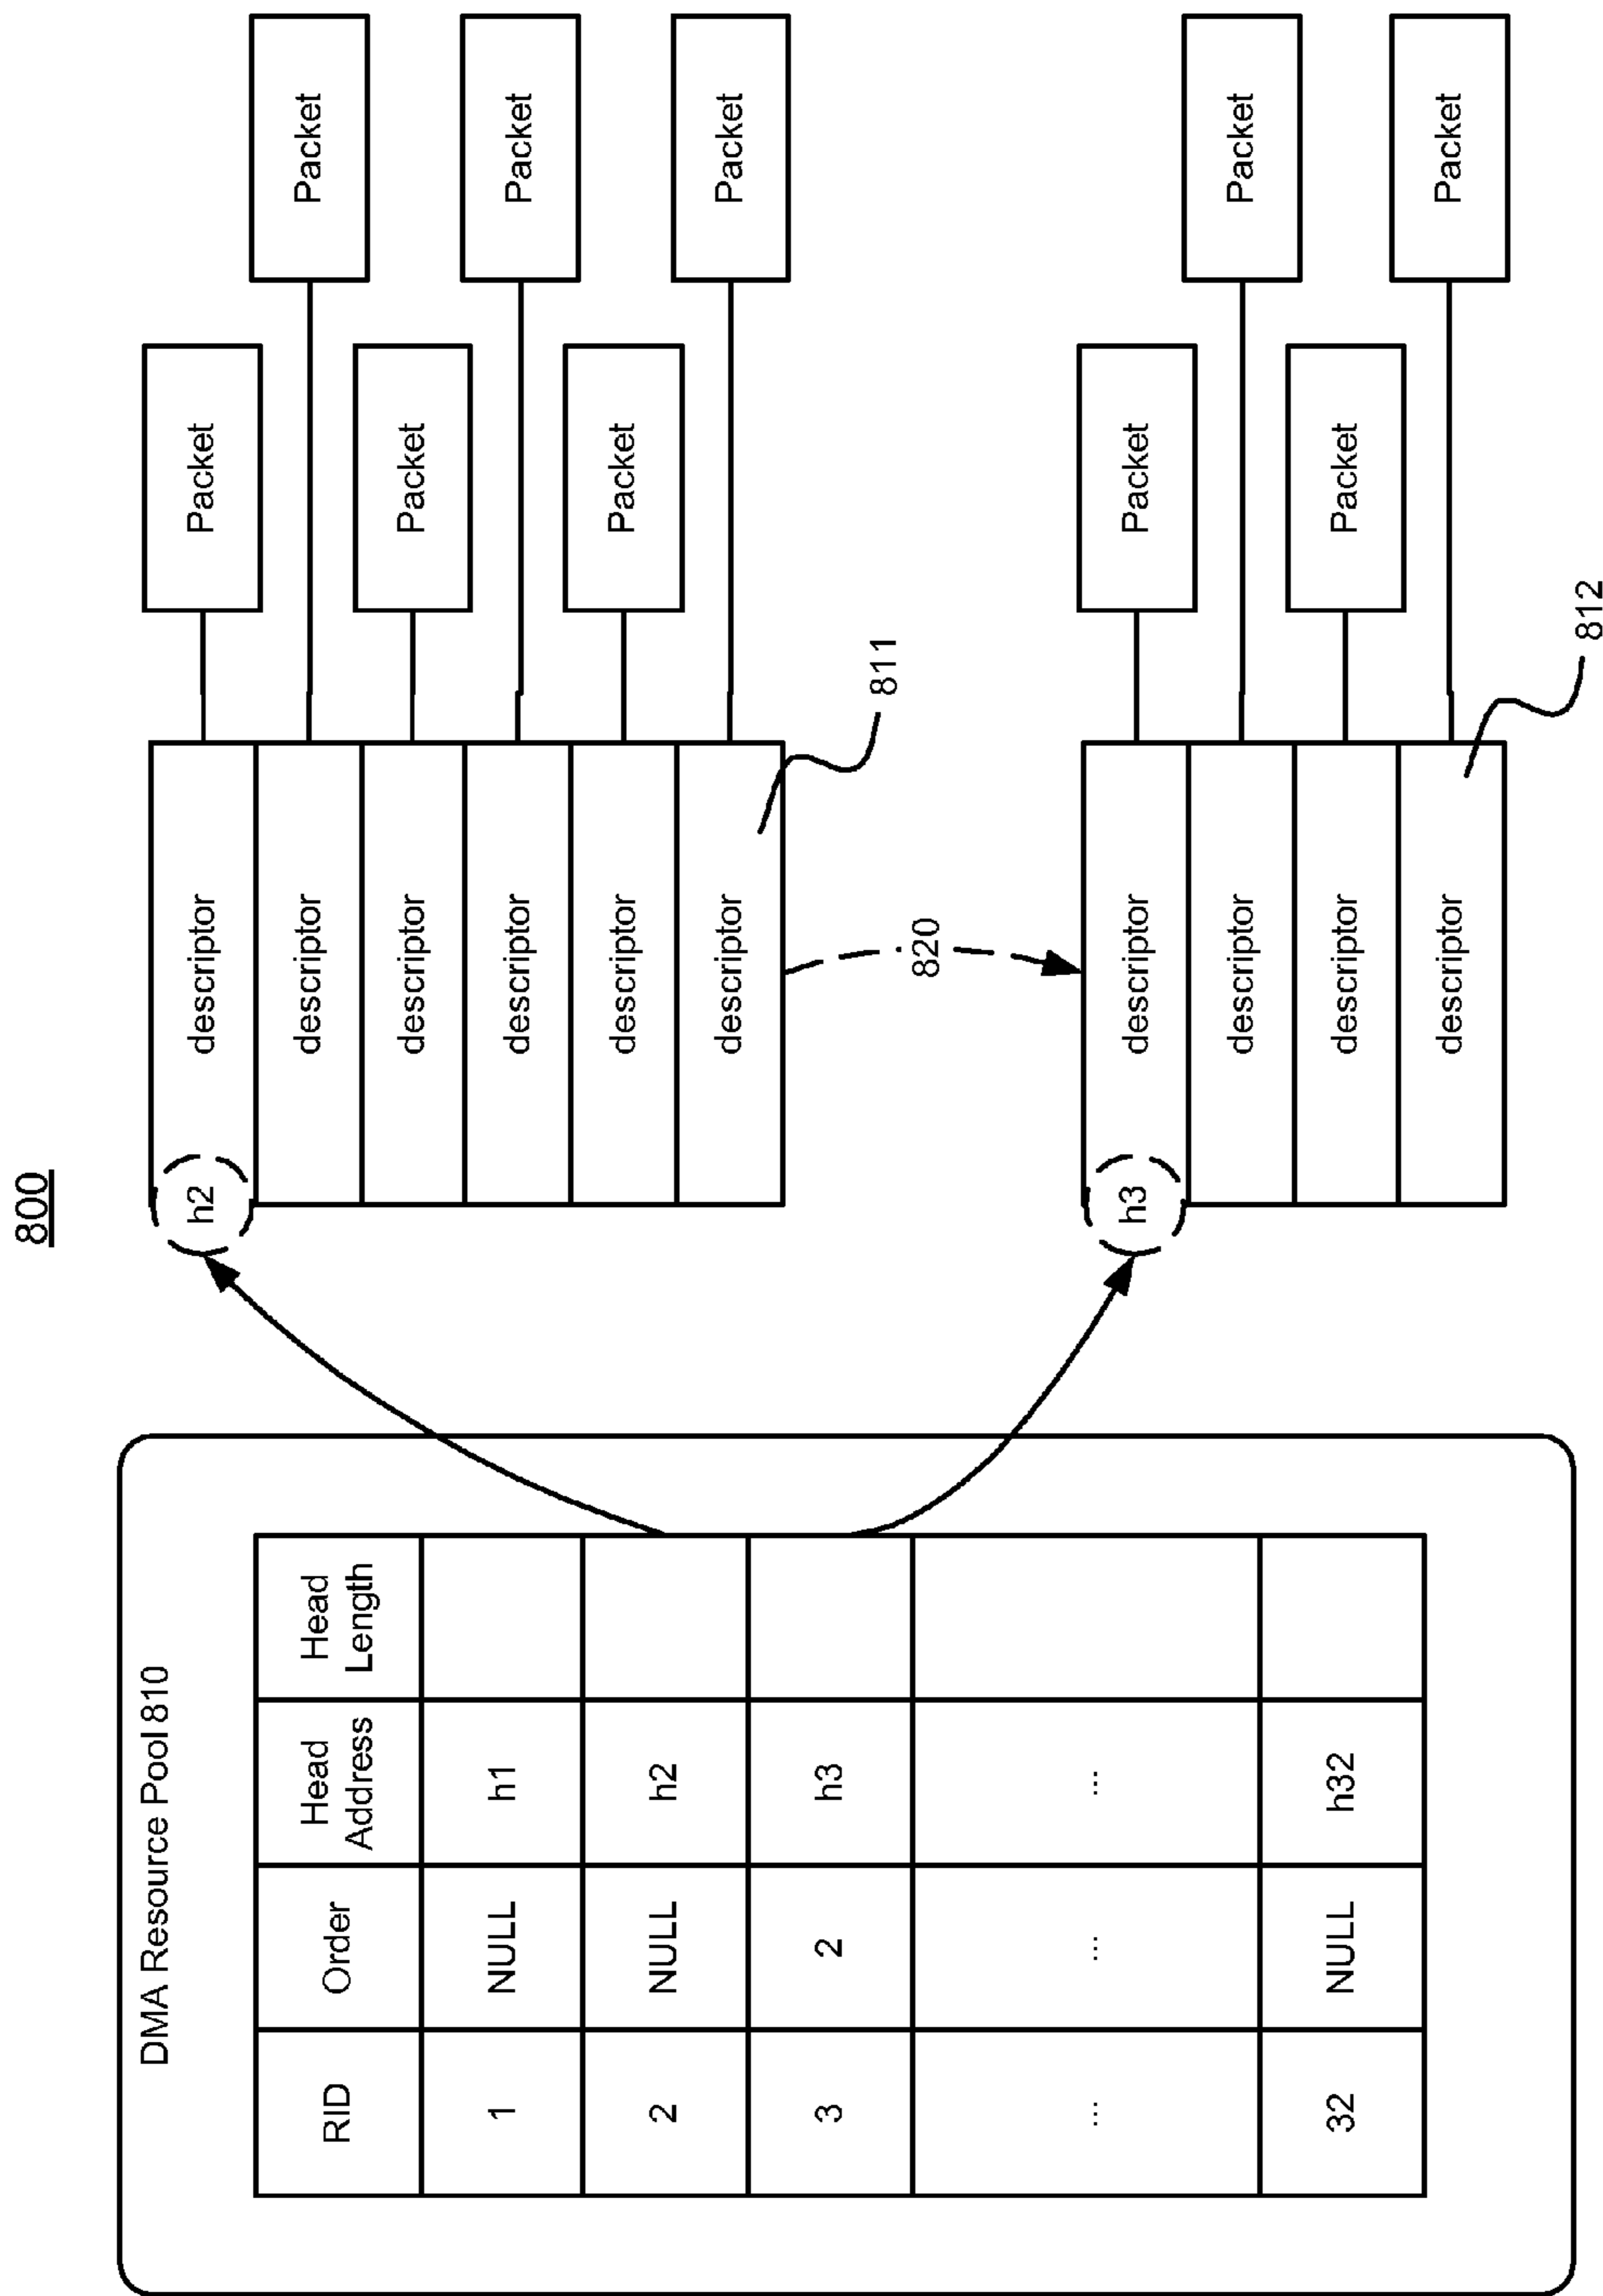 800
DMA Resource Pool 810
RID
Order
Head
Address
Head
Length
1
NULL
h1
2
NULL
h2
3
2
h3
...
...
...
32
NULL
h32
h2
descriptor
Packet
descriptor
Packet
descriptor
Packet
descriptor
Packet
descriptor
Packet
descriptor
Packet
811
820
h3
descriptor
Packet
descriptor
Packet
descriptor
Packet
descriptor
Packet
812